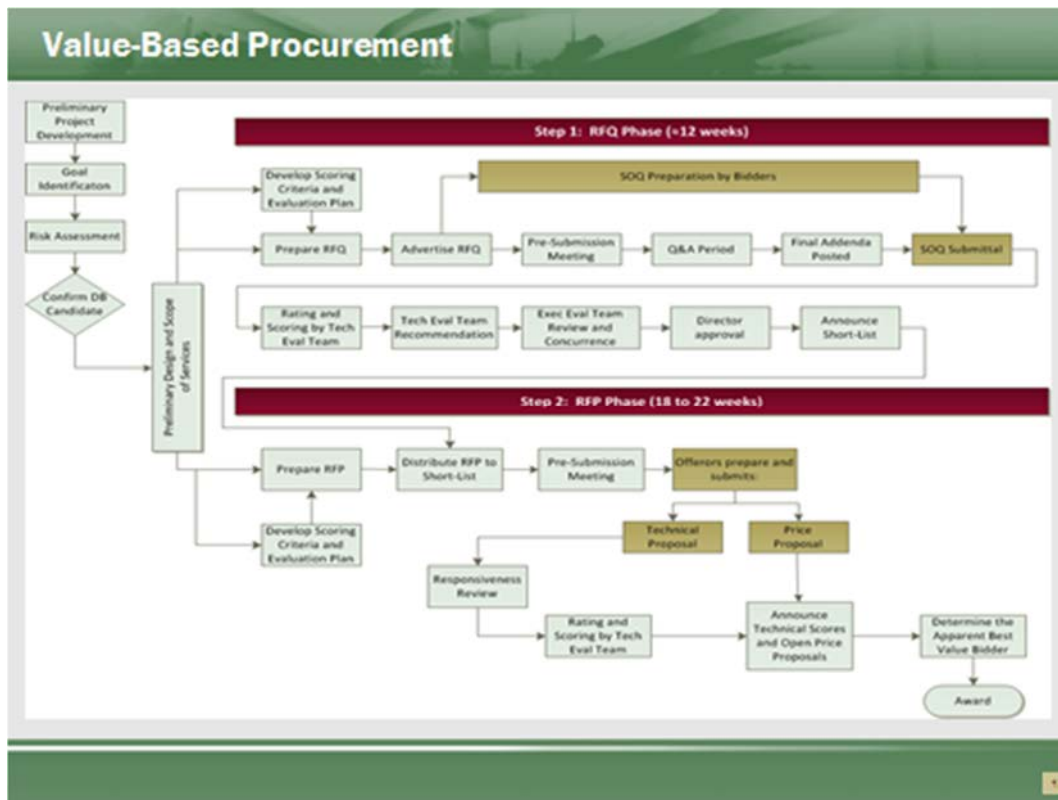 Value-Based Procurement
Preliminary
Project
Development
Goal
Identificaton
Risk Assessment
Confirm DB
Candidate
Preliminary Design and Scope
of Services
Step 1: RFQ Phase (≈12 weeks)
Develop Scoring
Criteria and
Evaluation Plan
SOQ Preparation by Bidders
Prepare RFQ
Advertise RFQ
Pre-Submission
Meeting
Q&A Period
Final Addenda
Posted
SOQ Submittal
Rating and
Scoring by Tech
Eval Team
Tech Eval Team
Recommendation
Exec Eval Team
Review and
Concurrence
Director
approval
Announce
Short-List
Step 2: RFP Phase (18 to 22 weeks)
Prepare RFP
Distribute RFP to
Short-List
Pre-Submission
Meeting
Offerors prepare and
submits:
Develop Scoring
Criteria and
Evaluation Plan
Technical
Proposal
Price
Proposal
Responsiveness
Review
Rating and
Scoring by Tech
Eval Team
Announce
Technical Scores
and Open Price
Proposals
Determine the
Apparent Best
Value Bidder
Award